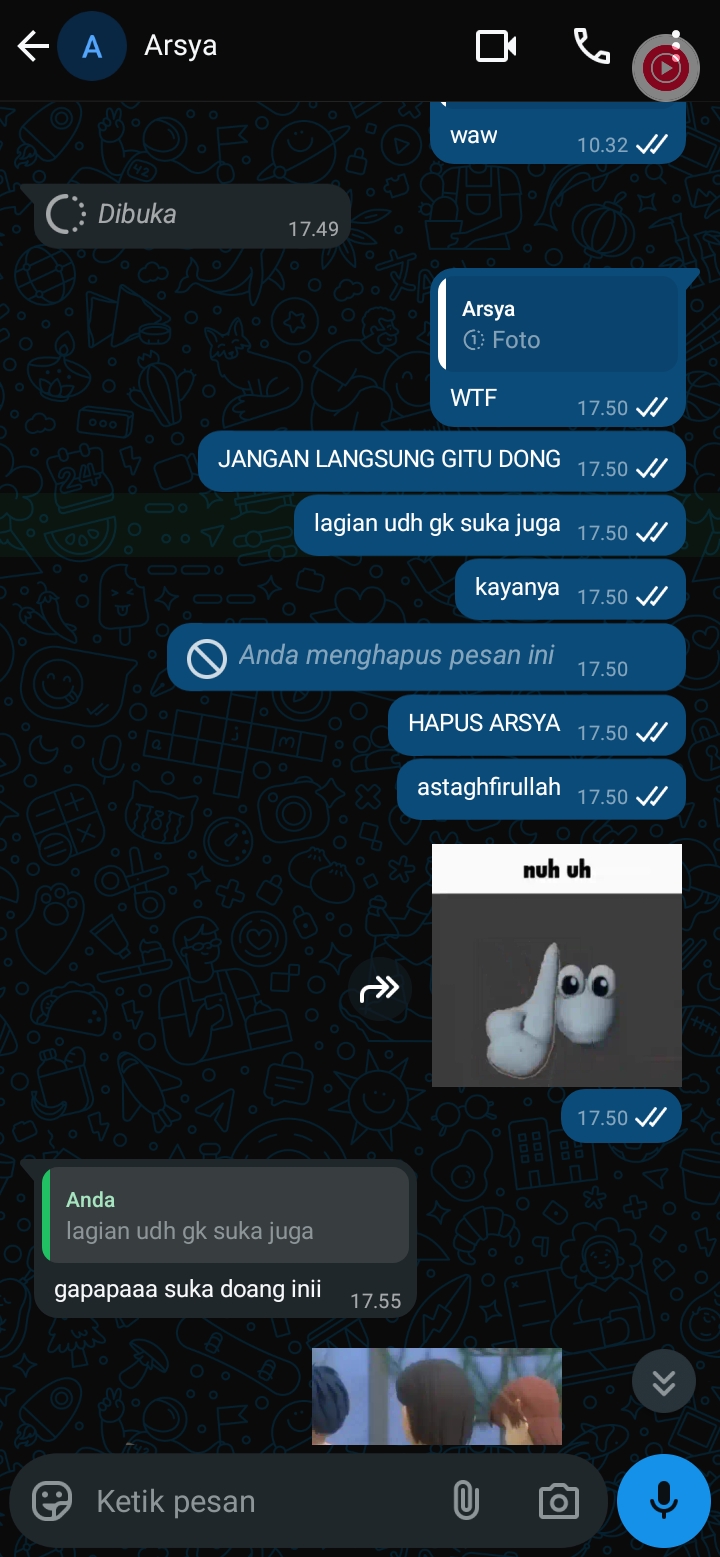 A
Arsya
waw
10.32
Dibuka
17.49
Arsya
1 Foto
WTF
17.50
JANGAN LANGSUNG GITU DONG 17.50
lagian udh gk suka juga 17.50
kayanya 17.50
Anda menghapus pesan ini 17.50
HAPUS ARSYA 17.50
astaghfirullah 17.50
nuh uh
17.50
Anda
lagian udh gk suka juga
gapapaaa suka doang inii 17.55
Ketik pesan